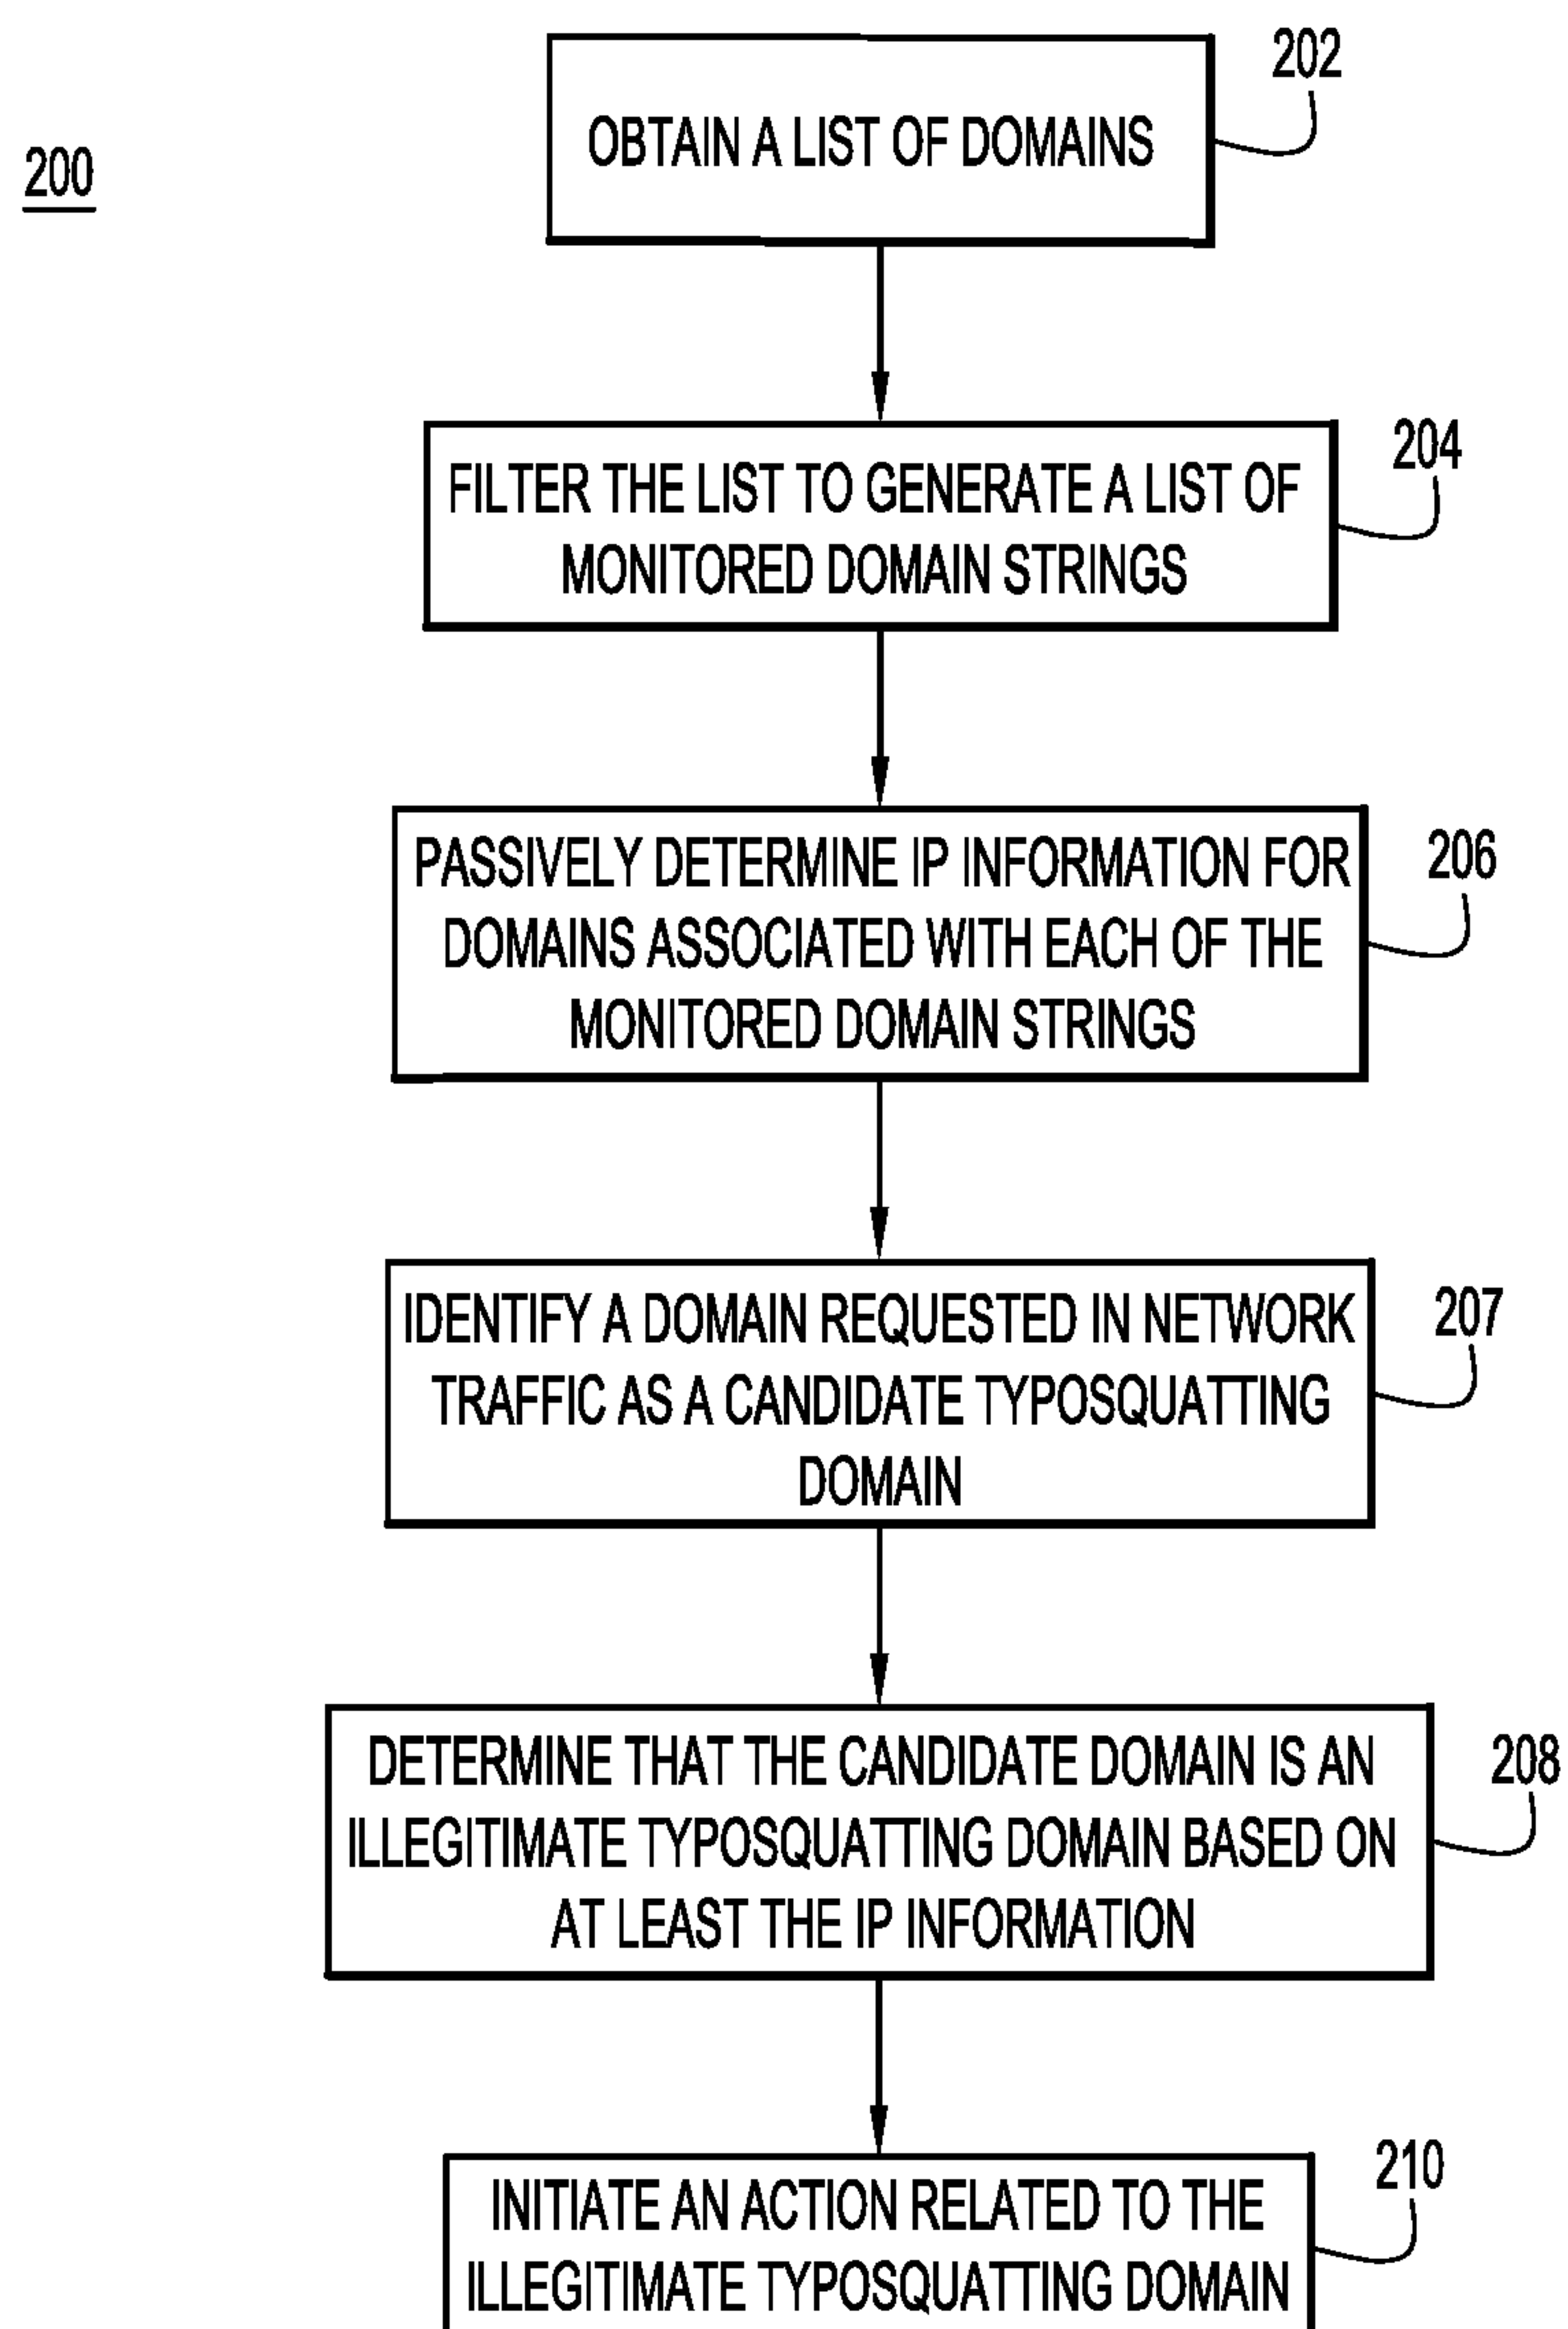 200
202
OBTAIN A LIST OF DOMAINS
204
FILTER THE LIST TO GENERATE A LIST OF
MONITORED DOMAIN STRINGS
206
PASSIVELY DETERMINE IP INFORMATION FOR
DOMAINS ASSOCIATED WITH EACH OF THE
MONITORED DOMAIN STRINGS
207
IDENTIFY A DOMAIN REQUESTED IN NETWORK
TRAFFIC AS A CANDIDATE TYPOSQUATTING
DOMAIN
208
DETERMINE THAT THE CANDIDATE DOMAIN IS AN
ILLEGITIMATE TYPOSQUATTING DOMAIN BASED ON
AT LEAST THE IP INFORMATION
210
INITIATE AN ACTION RELATED TO THE
ILLEGITIMATE TYPOSQUATTING DOMAIN